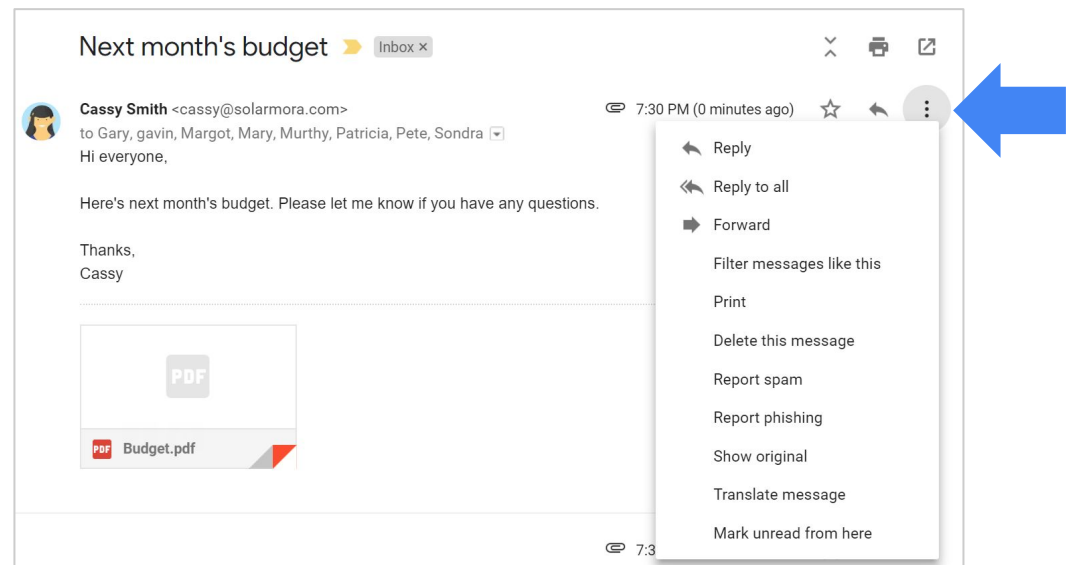 Next month's budget Inbox ×
Cassy Smith <cassy@solarmora.com> 7:30 PM (0 minutes ago)
to Gary, gavin, Margot, Mary, Murthy, Patricia, Pete, Sondra
Hi everyone,
Here's next month's budget. Please let me know if you have any questions.
Thanks,
Cassy
PDF
PDF Budget.pdf
Reply
Reply to all
Forward
Filter messages like this
Print
Delete this message
Report spam
Report phishing
Show original
Translate message
Mark unread from here
7:3